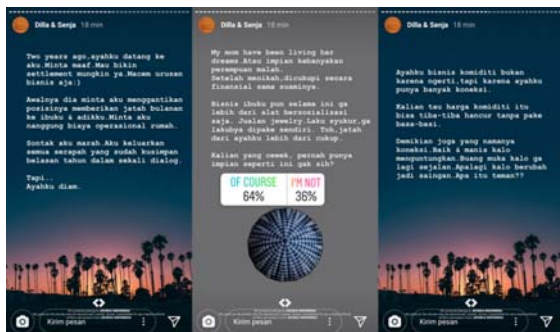 Dilla & Senja 18 min
Two years ago,ayahku datang ke
aku.Minta maaf.Mau bikin
settlement mungkin ya.Macem urusan
bisnis aja:)
Awalnya dia minta aku menggantikan
posisinya memberikan jatah bulanan
ke ibuku & adikku.Minta aku
nanggung biaya operasional rumah.
Sontak aku marah.Aku keluarkan
semua serapah yang sudah kusimpan
belasan tahun dalam sekali dialog.
Tapi..
Ayahku diam.
Kirim pesan
Dilla & Senja 18 min
My mom have been living her
dreams.Atau impian kebanyakan
perempuan malah.
Setelah menikah,dicukupi secara
finansial sama suaminya.
Bisnis ibuku pun selama ini ga
lebih dari alat bersosialisasi
saja. Jualan jewelry.Laku syukur,ga
lakubya dipake sendiri. Toh,jatah
dari ayahku lebih dari cukup.
Kalian yang cewek, pernah punya
impian seperti ini gak sih?
OF COURSE I'M NOT
64% 36%
Kirim pesan
Dilla & Senja 18 min
Ayahku bisnis komiditi bukan
karena ngerti,tapi karena ayahku
punya banyak koneksi.
Kalian tau harga komoditi itu
bisa tiba-tiba hancur tanpa pake
basa-basi.
Demikian joga yang namanya
koneksi.Baik & manis kalo
menguntungkan.Buang muka kalo ga
lagi sejalan.Apalagi kalo berubah
jadi saingan.Apa itu teman??
Kirim pesan